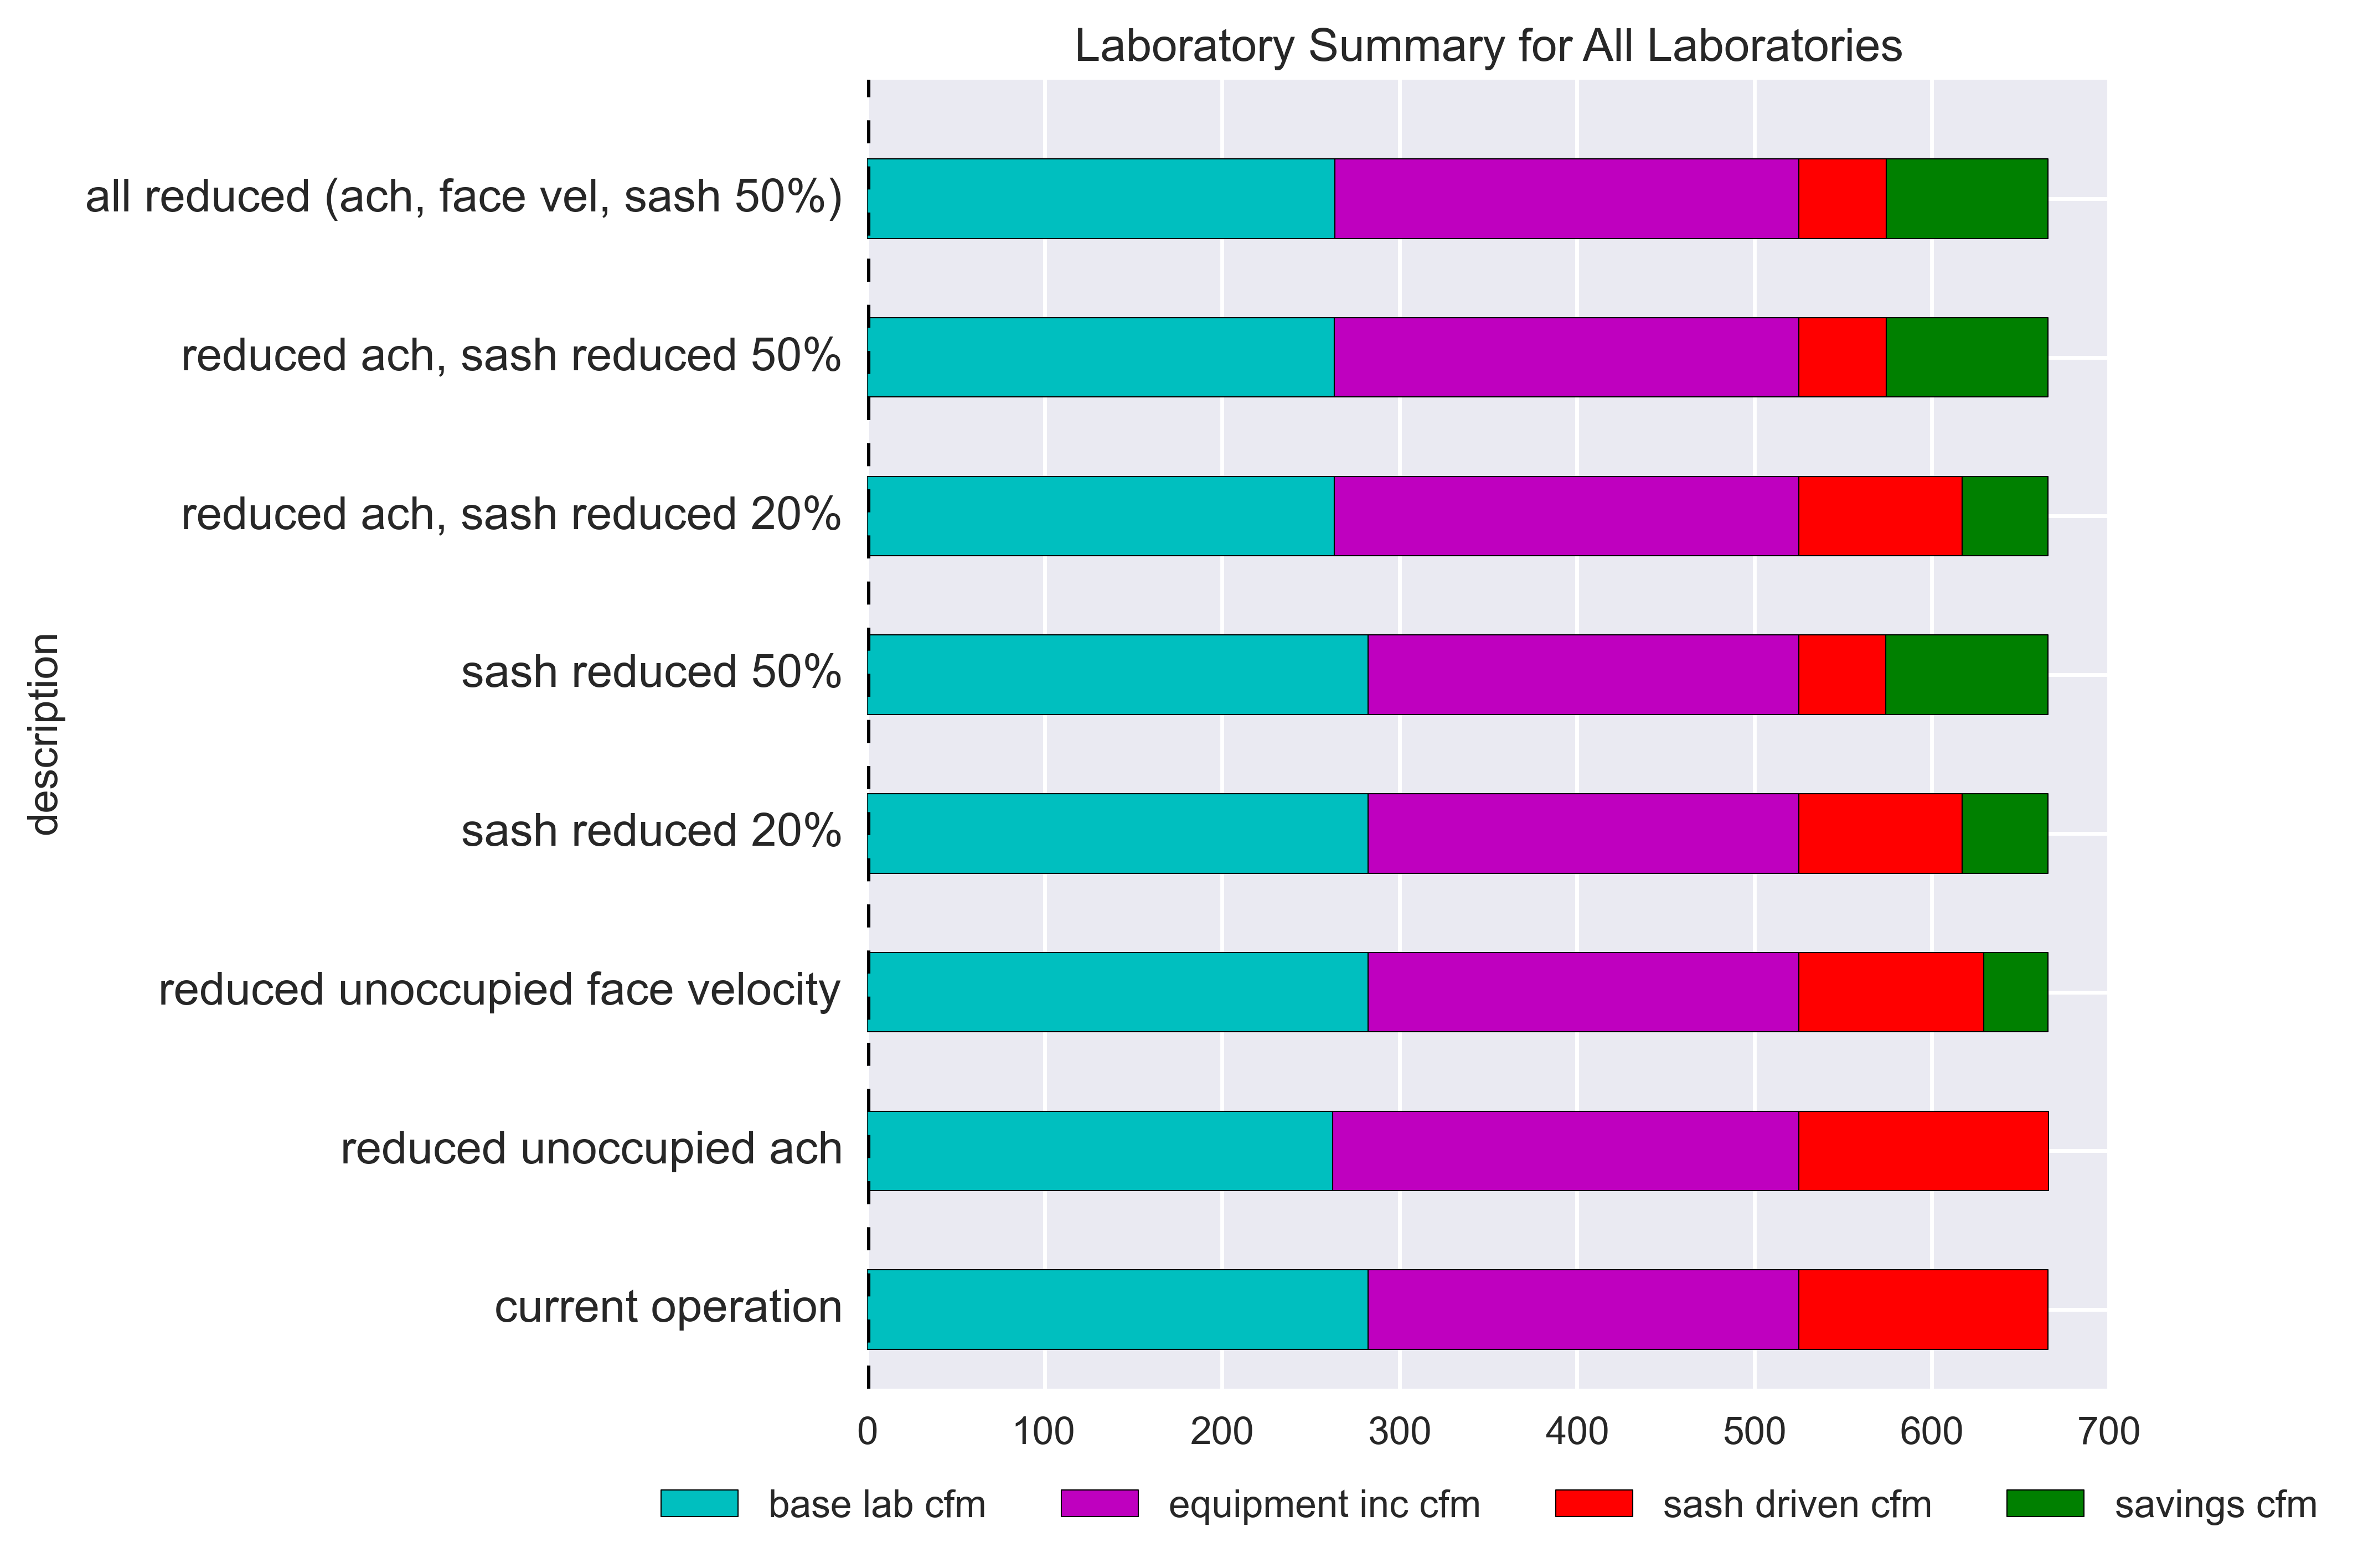 Laboratory Summary for All Laboratories
all reduced (ach, face vel, sash 50%)
reduced ach, sash reduced 50%
reduced ach, sash reduced 20%
sash reduced 50%
sash reduced 20%
reduced unoccupied face velocity
reduced unoccupied ach
current operation
description
0 100 200 300 400 500 600 700
base lab cfm equipment inc cfm sash driven cfm savings cfm